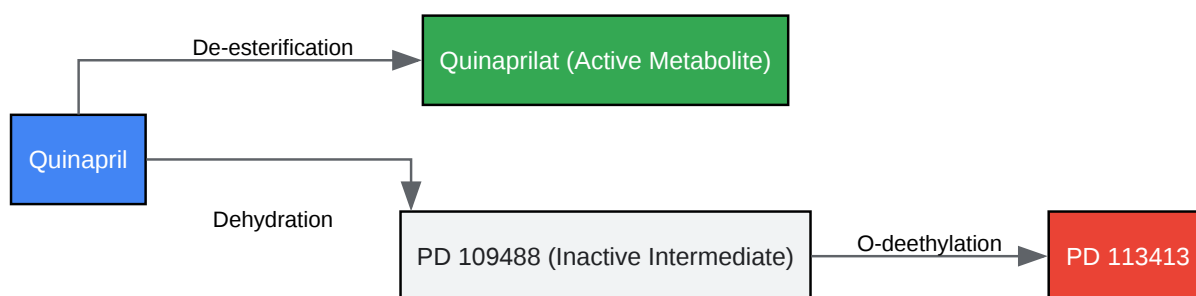 De-esterification
Quinaprilat (Active Metabolite)
Quinapril
Dehydration
PD 109488 (Inactive Intermediate)
O-deethylation
PD 113413